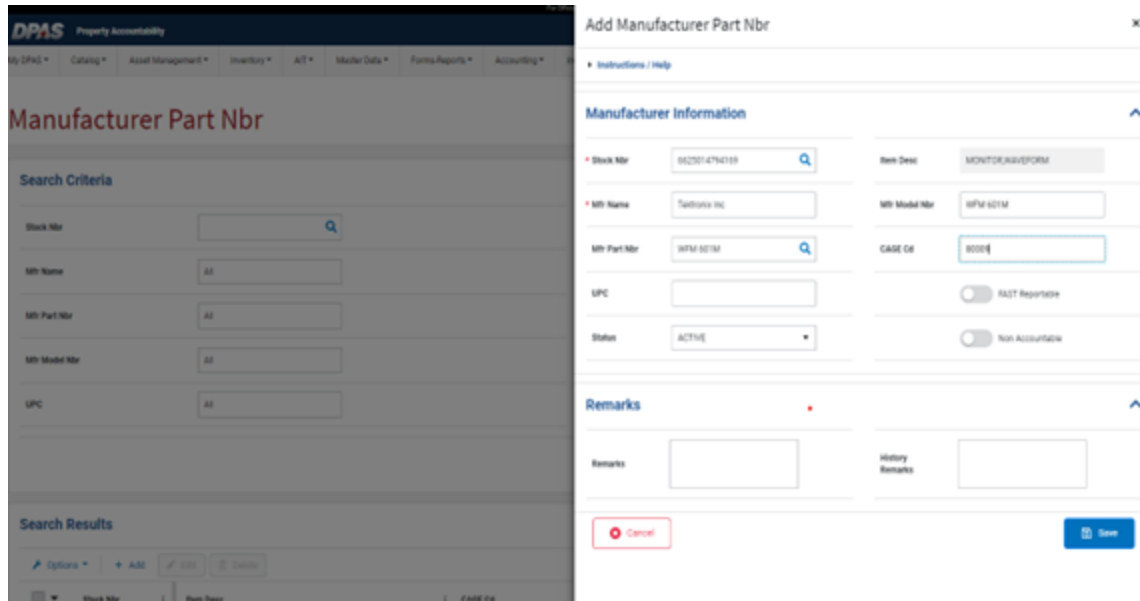 DPAS Property Accountability
My DPAS Catalog Asset Management Inventory AIT Master Data Forms-Reports Accounting
Manufacturer Part Nbr
Search Criteria
Stock Nbr
Mfr Name All
Mfr Part Nbr All
Mfr Model Nbr All
UPC All
Search Results
Options + Add Edit Delete
Stock Nbr Item Desc CAGE Cd
Add Manufacturer Part Nbr ×
Instructions / Help
Manufacturer Information
* Stock Nbr 6625014794169 Item Desc MONITOR,WAVEFORM
* Mfr Name Tektronix Inc Mfr Model Nbr WFM 601M
Mfr Part Nbr WFM 601M CAGE Cd 80009
UPC FAST Reportable
Status ACTIVE Non Accountable
Remarks
Remarks History Remarks
Cancel Save